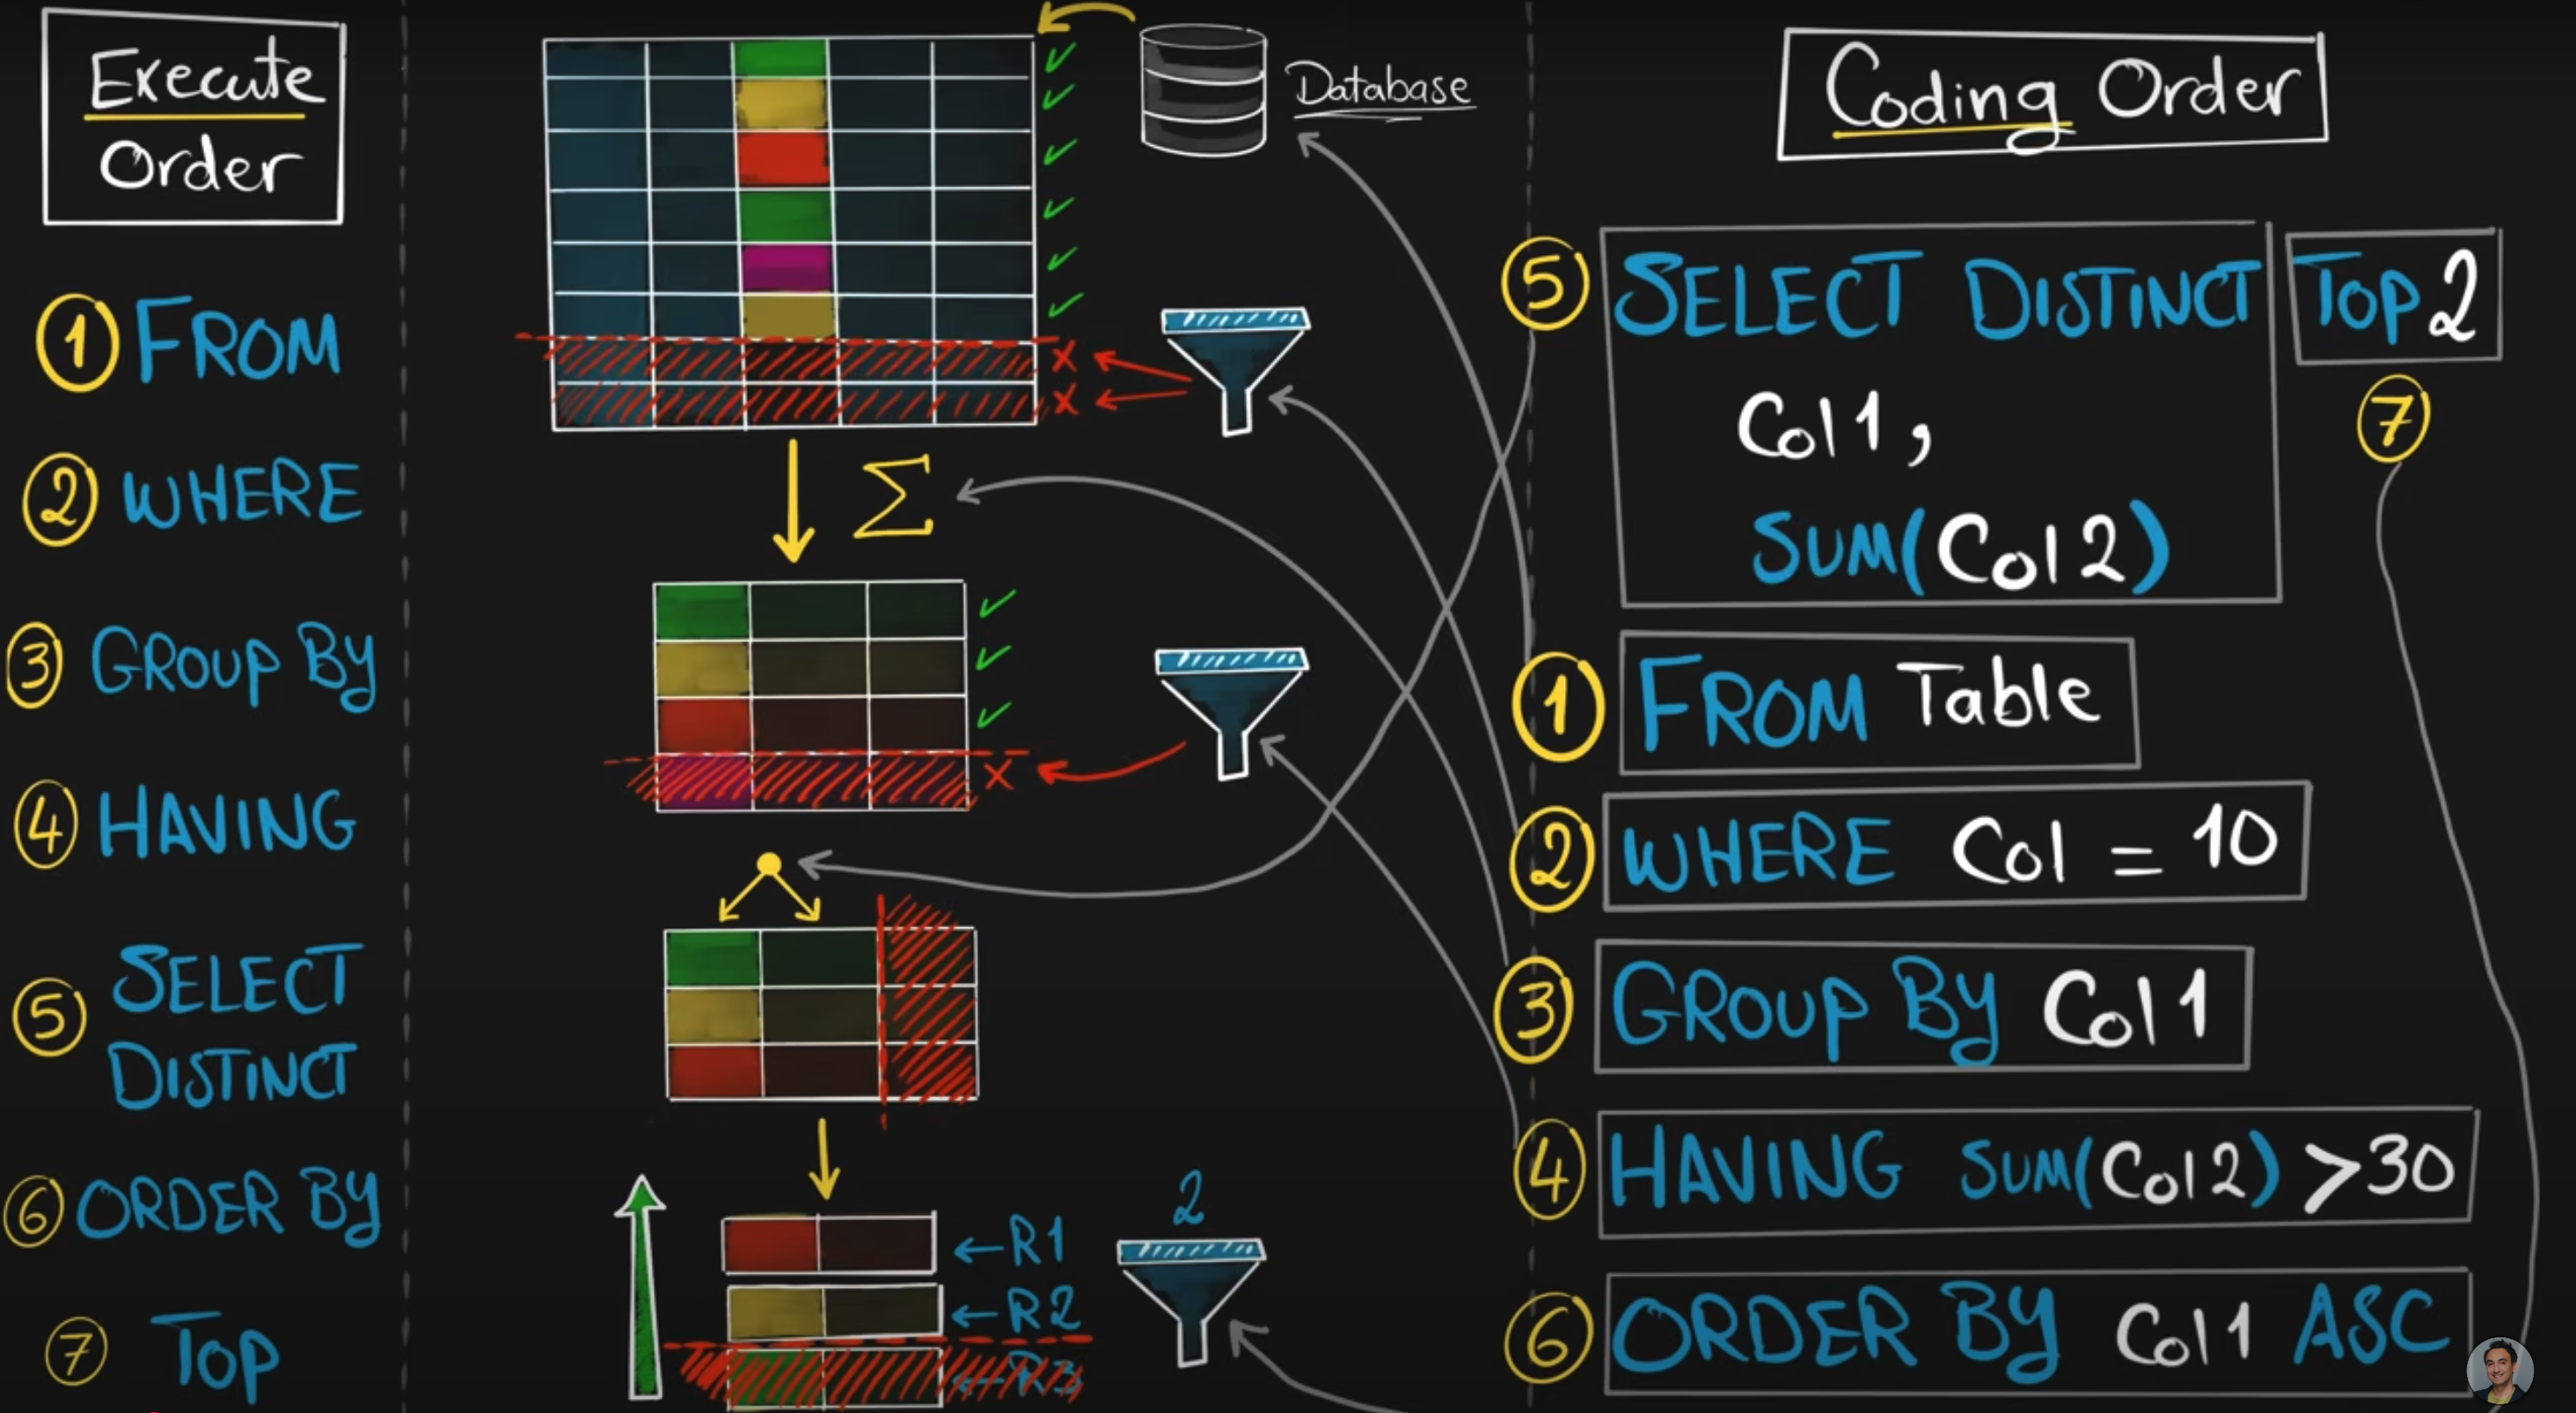 Execute
Order
1 FROM
2 WHERE
3 GROUP BY
4 HAVING
5 SELECT
DISTINCT
6 ORDER BY
7 TOP
Database
Σ
2
←R1
←R2
←R3
Coding Order
5 SELECT DISTINCT TOP 2
Col1,
7
SUM(Col2)
1 FROM Table
2 WHERE Col = 10
3 GROUP BY Col1
4 HAVING SUM(Col2) >30
6 ORDER BY Col1 ASC